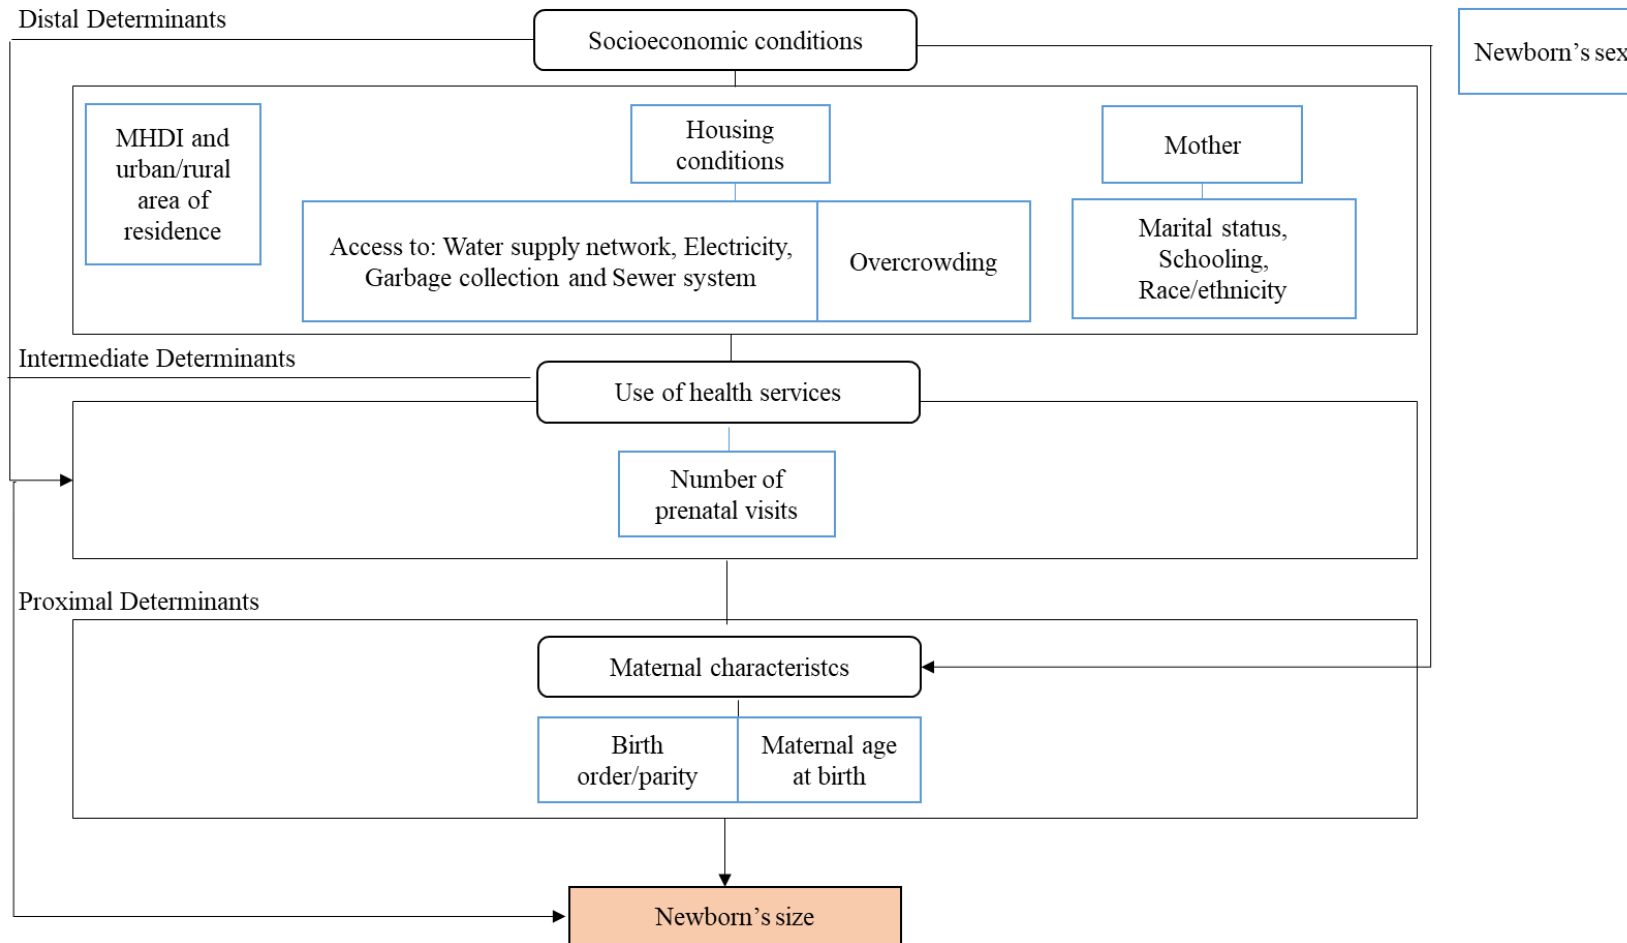 Distal Determinants
Socioeconomic conditions
Newborn's sex
MHDI and
urban/rural
area of
residence
Housing
conditions
Mother
Access to: Water supply network, Electricity,
Garbage collection and Sewer system
Overcrowding
Marital status,
Schooling,
Race/ethnicity
Intermediate Determinants
Use of health services
Number of
prenatal visits
Proximal Determinants
Maternal characteristcs
Birth
order/parity
Maternal age
at birth
Newborn's size